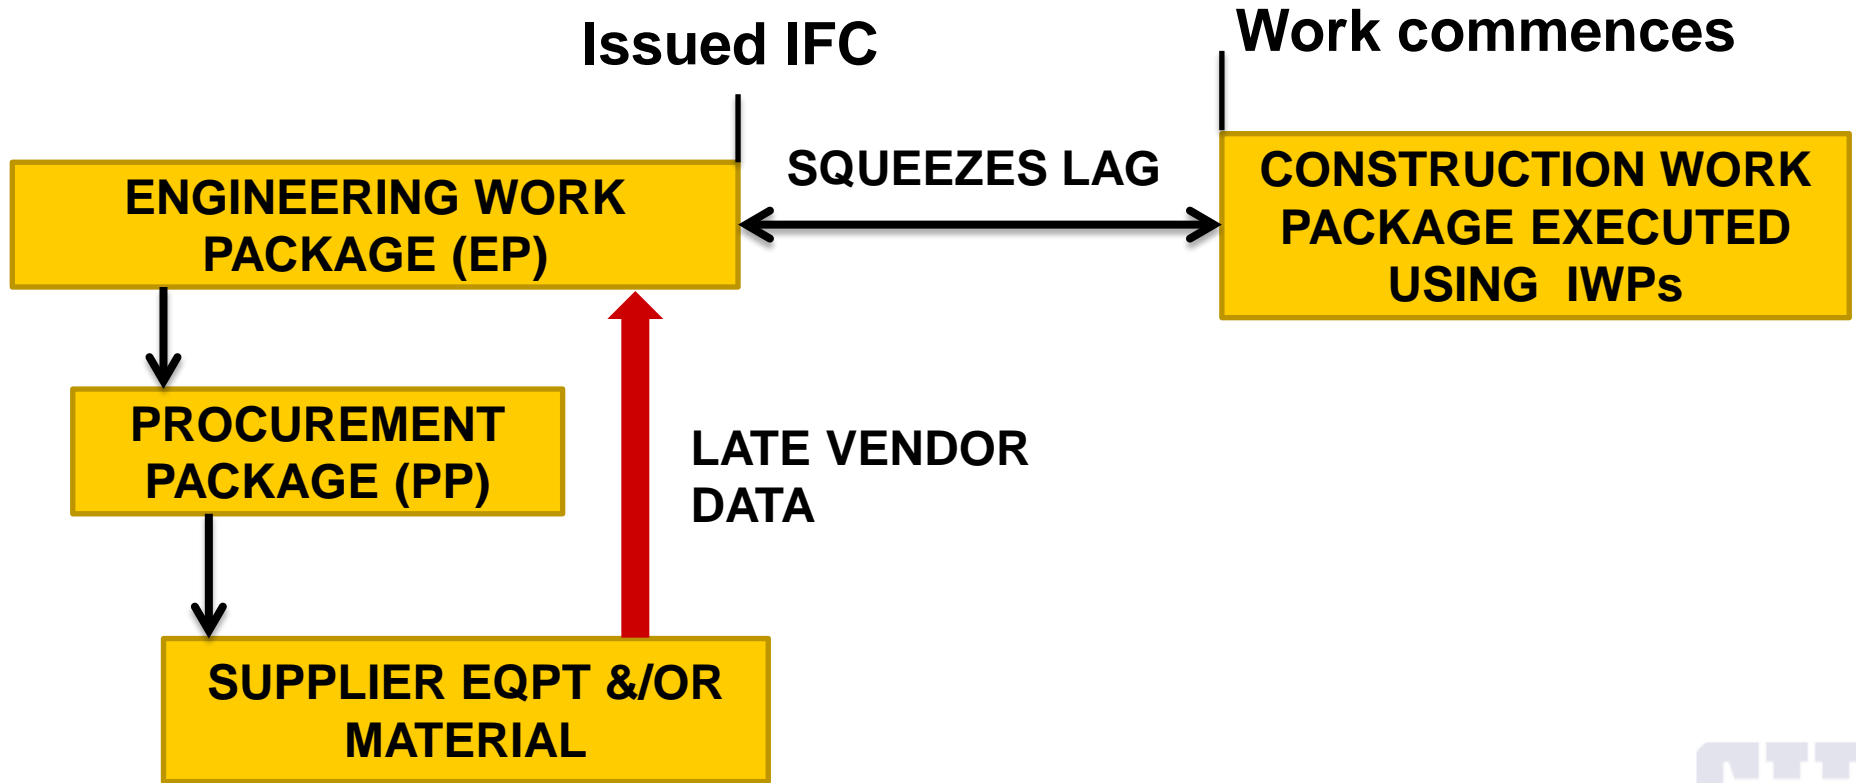 Issued IFC
Work commences
ENGINEERING WORK
PACKAGE (EP)
SQUEEZES LAG
CONSTRUCTION WORK
PACKAGE EXECUTED
USING  IWPs
PROCUREMENT
PACKAGE (PP)
LATE VENDOR
DATA
SUPPLIER EQPT &/OR
MATERIAL